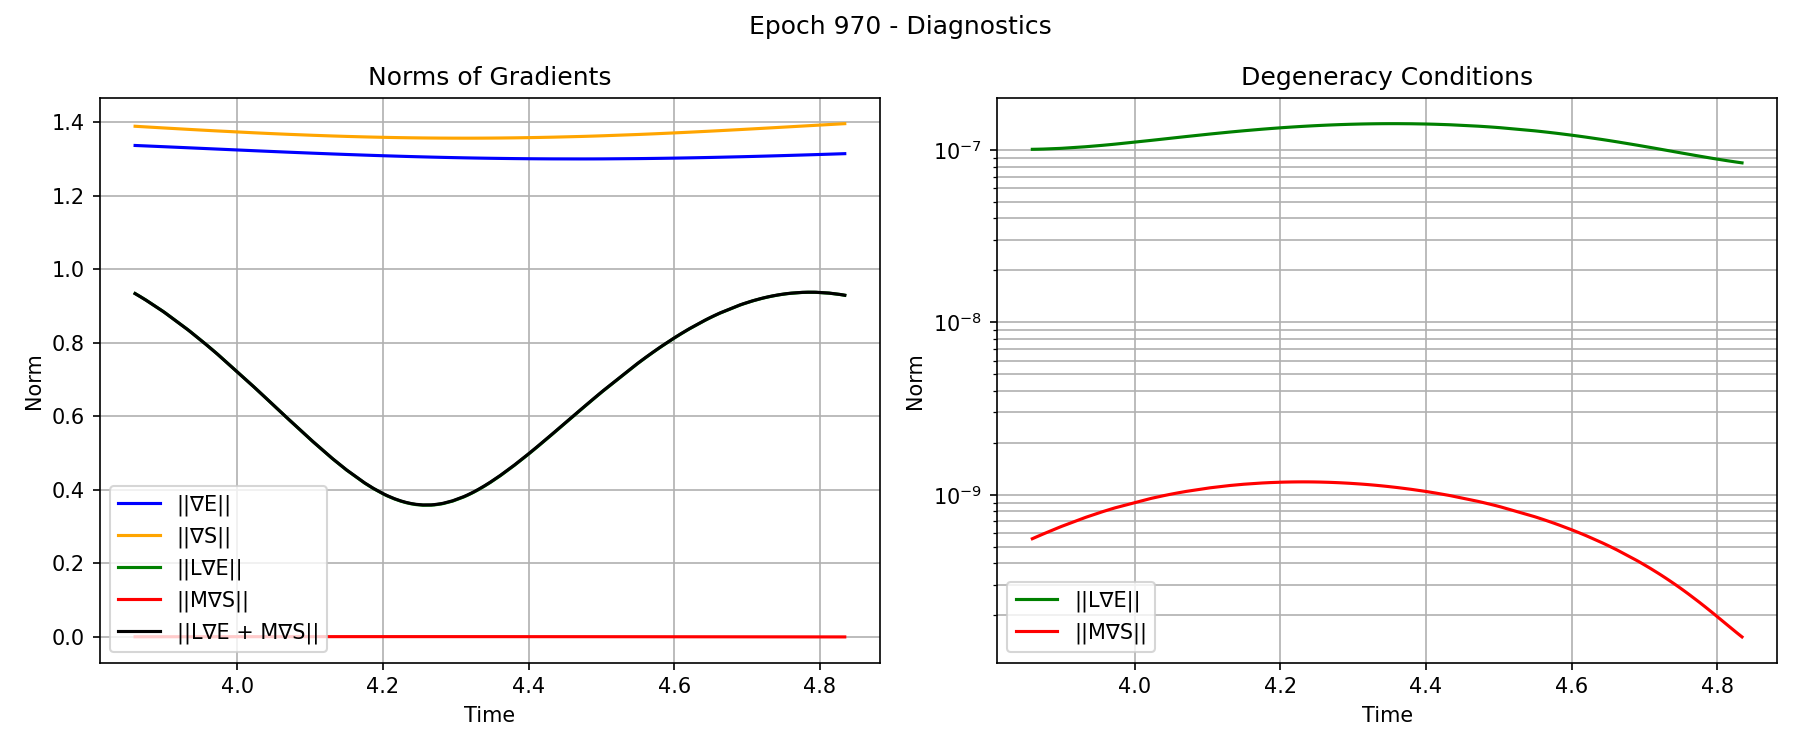 Epoch 970 - Diagnostics
Norms of Gradients
Norm
1.4
1.2
1.0
0.8
0.6
0.4
0.2
0.0
||∇E||
||∇S||
||L∇E||
||M∇S||
||L∇E + M∇S||
4.0 4.2 4.4 4.6 4.8
Time
Degeneracy Conditions
Norm
10⁻⁷
10⁻⁸
10⁻⁹
||L∇E||
||M∇S||
4.0 4.2 4.4 4.6 4.8
Time